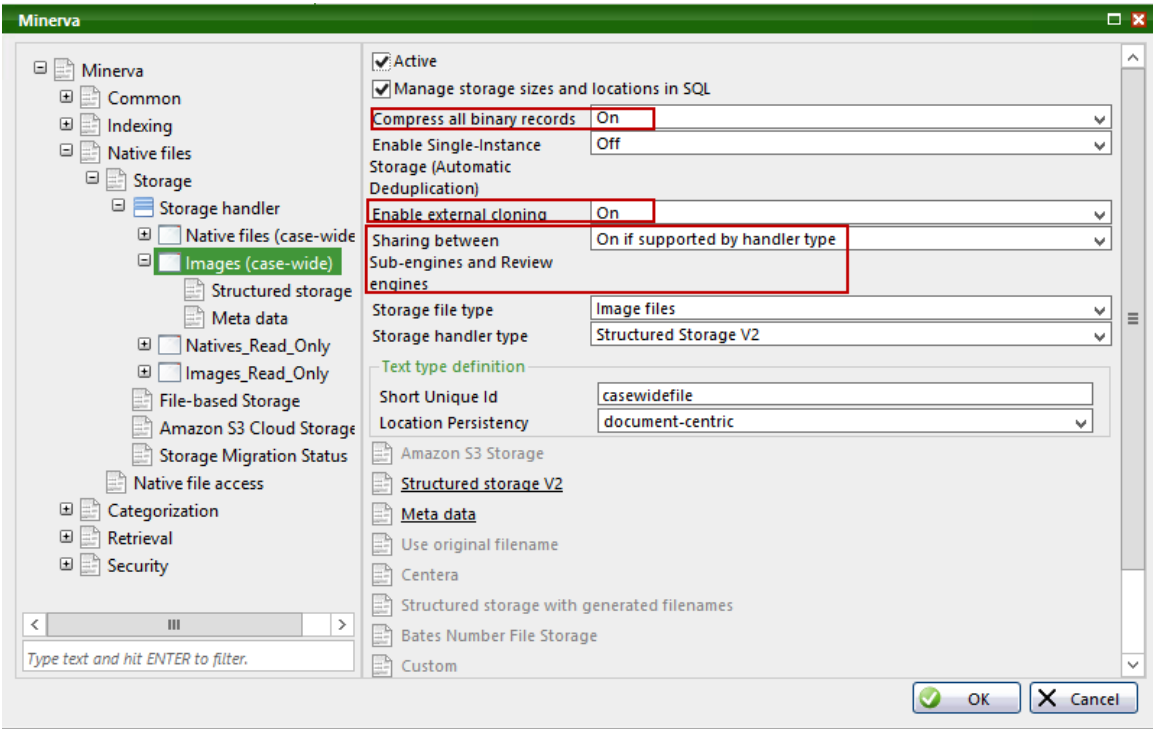 Minerva
Minerva
Common
Indexing
Native files
Storage
Storage handler
Native files (case-wide
Images (case-wide)
Structured storage
Meta data
Natives_Read_Only
Images_Read_Only
File-based Storage
Amazon S3 Cloud Storage
Storage Migration Status
Native file access
Categorization
Retrieval
Security
Type text and hit ENTER to filter.
Active
Manage storage sizes and locations in SQL
Compress all binary records On
Enable Single-Instance Off
Storage (Automatic
Deduplication)
Enable external cloning On
Sharing between On if supported by handler type
Sub-engines and Review
engines
Storage file type Image files
Storage handler type Structured Storage V2
Text type definition
Short Unique Id casewidefile
Location Persistency document-centric
Amazon S3 Storage
Structured storage V2
Meta data
Use original filename
Centera
Structured storage with generated filenames
Bates Number File Storage
Custom
OK Cancel